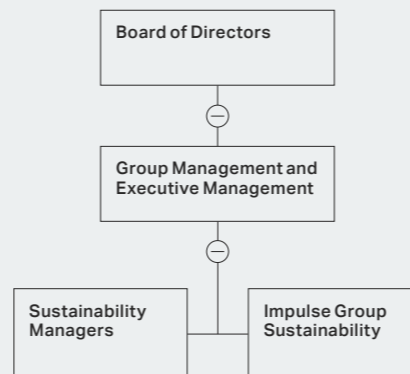 Board of Directors
Group Management and
Executive Management
Sustainability
Managers
Impulse Group
Sustainability